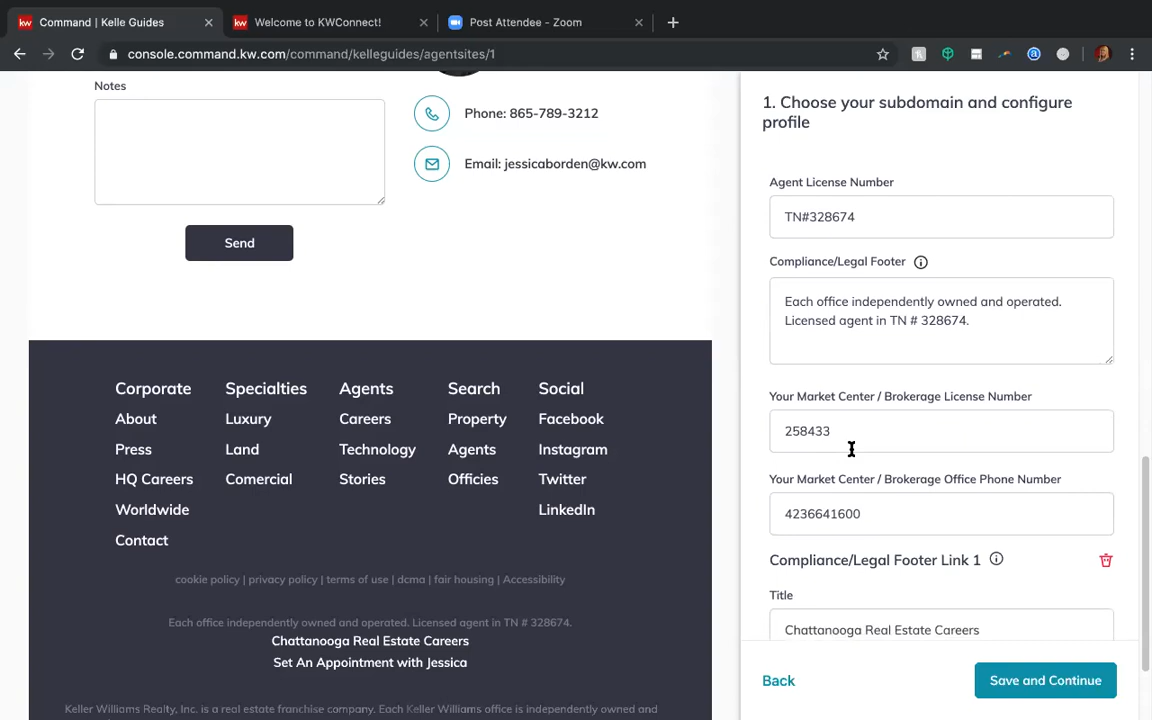 Command | Kelle Guides
Welcome to KWConnect!
Post Attendee - Zoom
console.command.kw.com/command/kelleguides/agentsites/1
Notes
Phone: 865-789-3212
Email: jessicaborden@kw.com
Send
Corporate
About
Press
HQ Careers
Worldwide
Contact
Specialties
Luxury
Land
Comercial
Agents
Careers
Technology
Stories
Search
Property
Agents
Officies
Social
Facebook
Instagram
Twitter
LinkedIn
cookie policy | privacy policy | terms of use | dcma | fair housing | Accessibility
Each office independently owned and operated. Licensed agent in TN # 328674.
Chattanooga Real Estate Careers
Set An Appointment with Jessica
Keller Williams Realty, Inc. is a real estate franchise company. Each Keller Williams office is independently owned and
1. Choose your subdomain and configure
profile
Agent License Number
TN#328674
Compliance/Legal Footer
Each office independently owned and operated.
Licensed agent in TN # 328674.
Your Market Center / Brokerage License Number
258433
Your Market Center / Brokerage Office Phone Number
4236641600
Compliance/Legal Footer Link 1
Title
Chattanooga Real Estate Careers
Back
Save and Continue